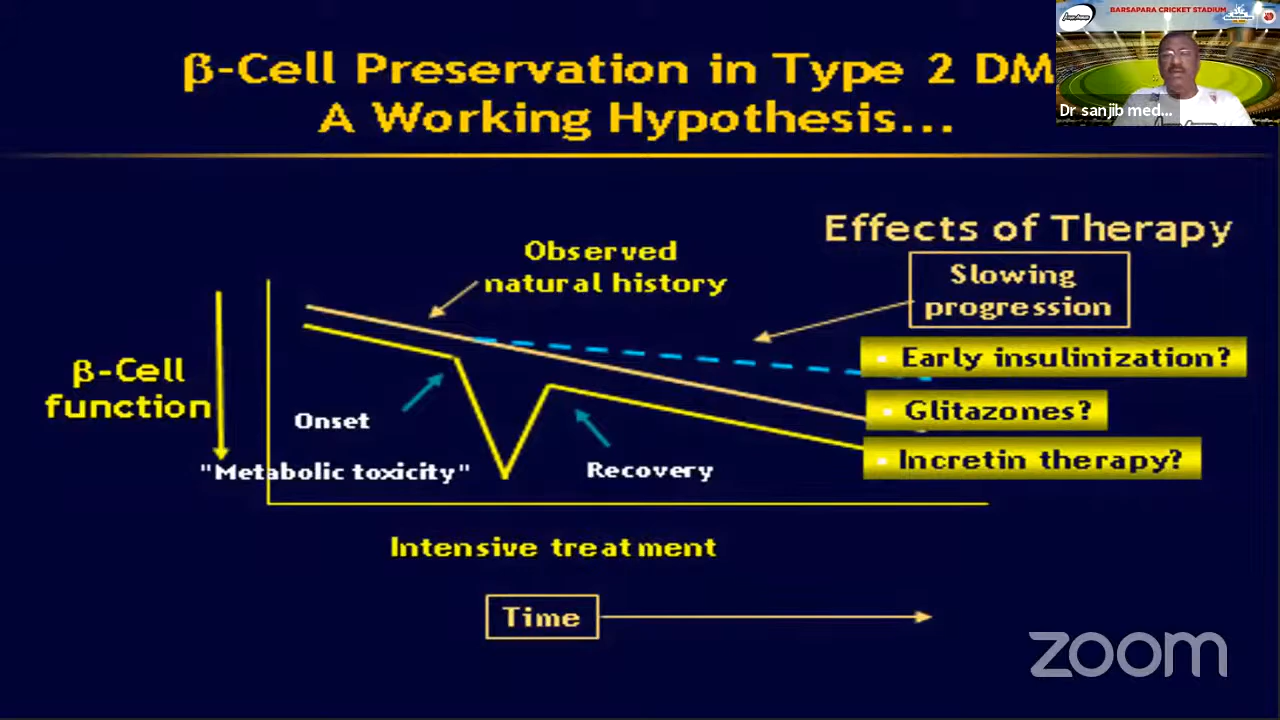 β-Cell Preservation in Type 2 DM
A Working Hypothesis...
BARSAPARA CRICKET STADIUM
Dr sanjib med...
Effects of Therapy
Observed
natural history
Slowing
progression
β-Cell
function
• Early insulinization?
• Glitazones?
• Incretin therapy?
Onset
"Metabolic toxicity"
Recovery
Intensive treatment
Time
zoom